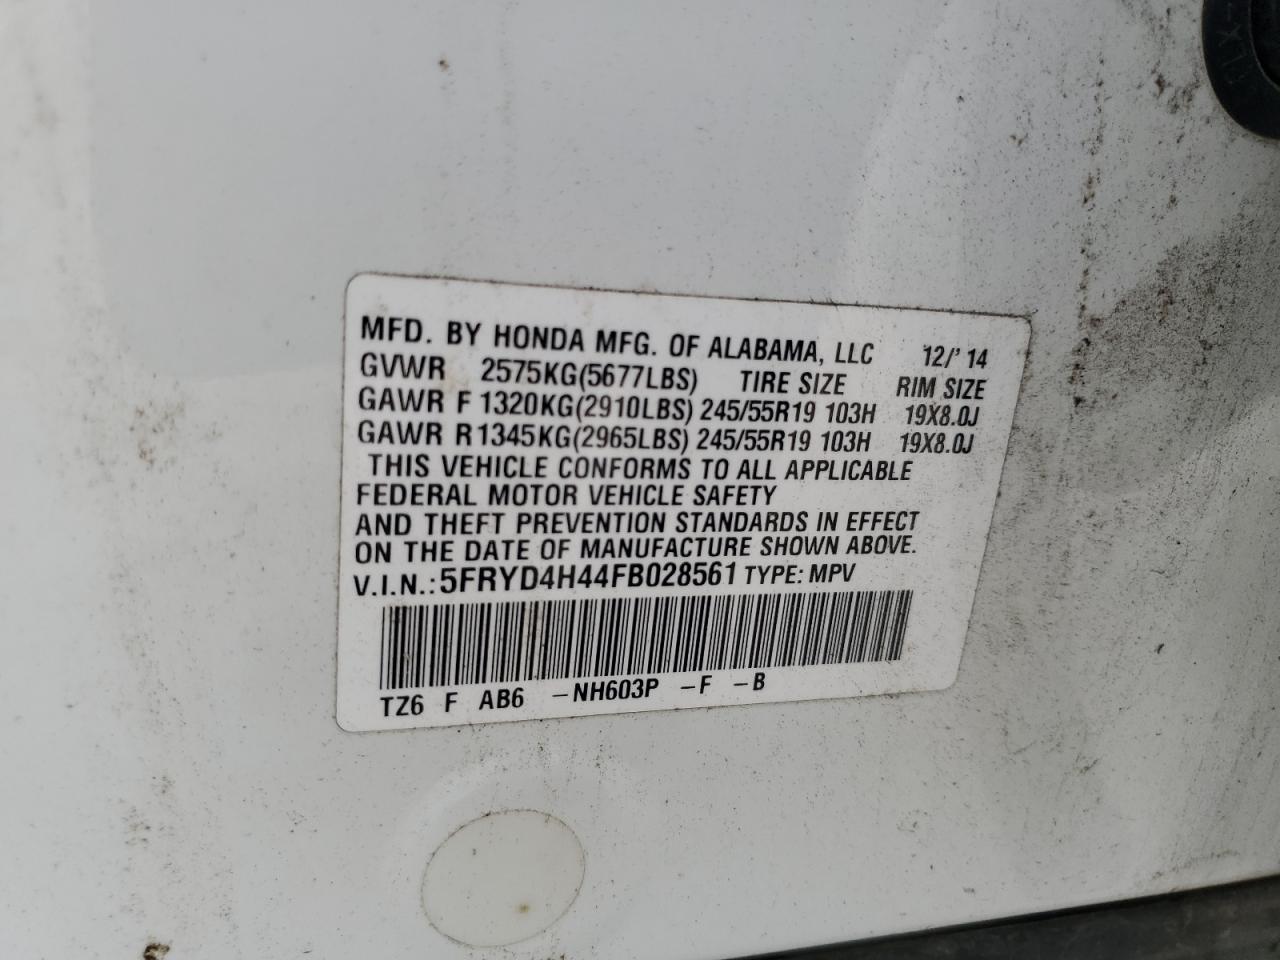 MFD. BY HONDA MFG. OF ALABAMA, LLC 12/' 14
GVWR 2575KG(5677LBS) TIRE SIZE RIM SIZE
GAWR F 1320KG(2910LBS) 245/55R19 103H 19X8.0J
GAWR R 1345KG(2965LBS) 245/55R19 103H 19X8.0J
THIS VEHICLE CONFORMS TO ALL APPLICABLE
FEDERAL MOTOR VEHICLE SAFETY
AND THEFT PREVENTION STANDARDS IN EFFECT
ON THE DATE OF MANUFACTURE SHOWN ABOVE.
V.I.N.: 5FRYD4H44FB028561 TYPE: MPV
TZ6 F AB6 -NH603P -F -B